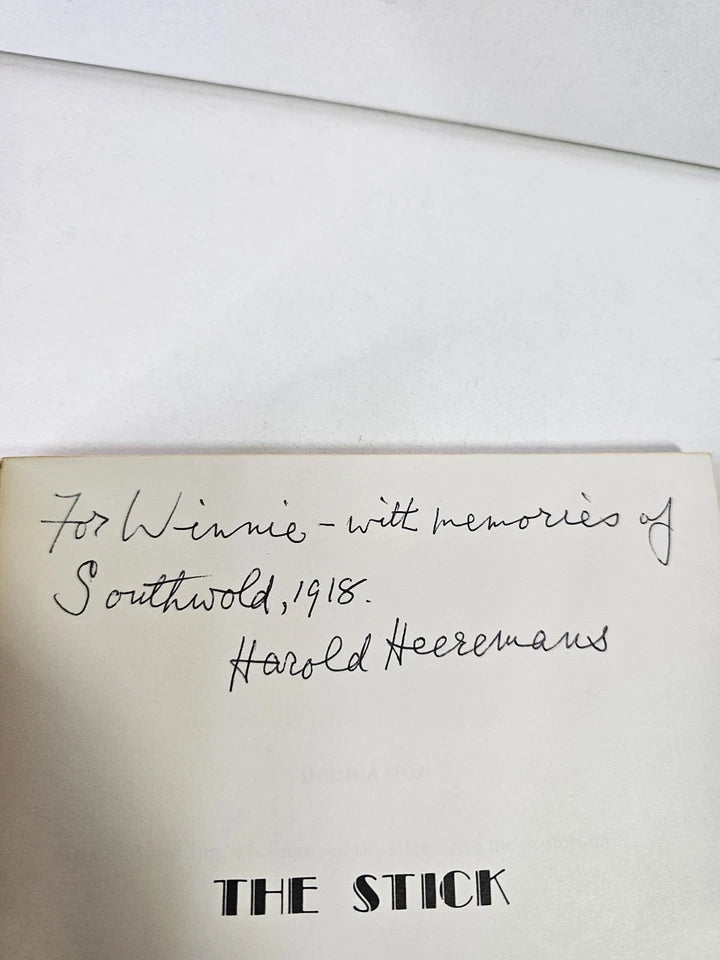 For Winnie – with memories of
Southwold, 1918.
Harold Heeremans
THE STICK